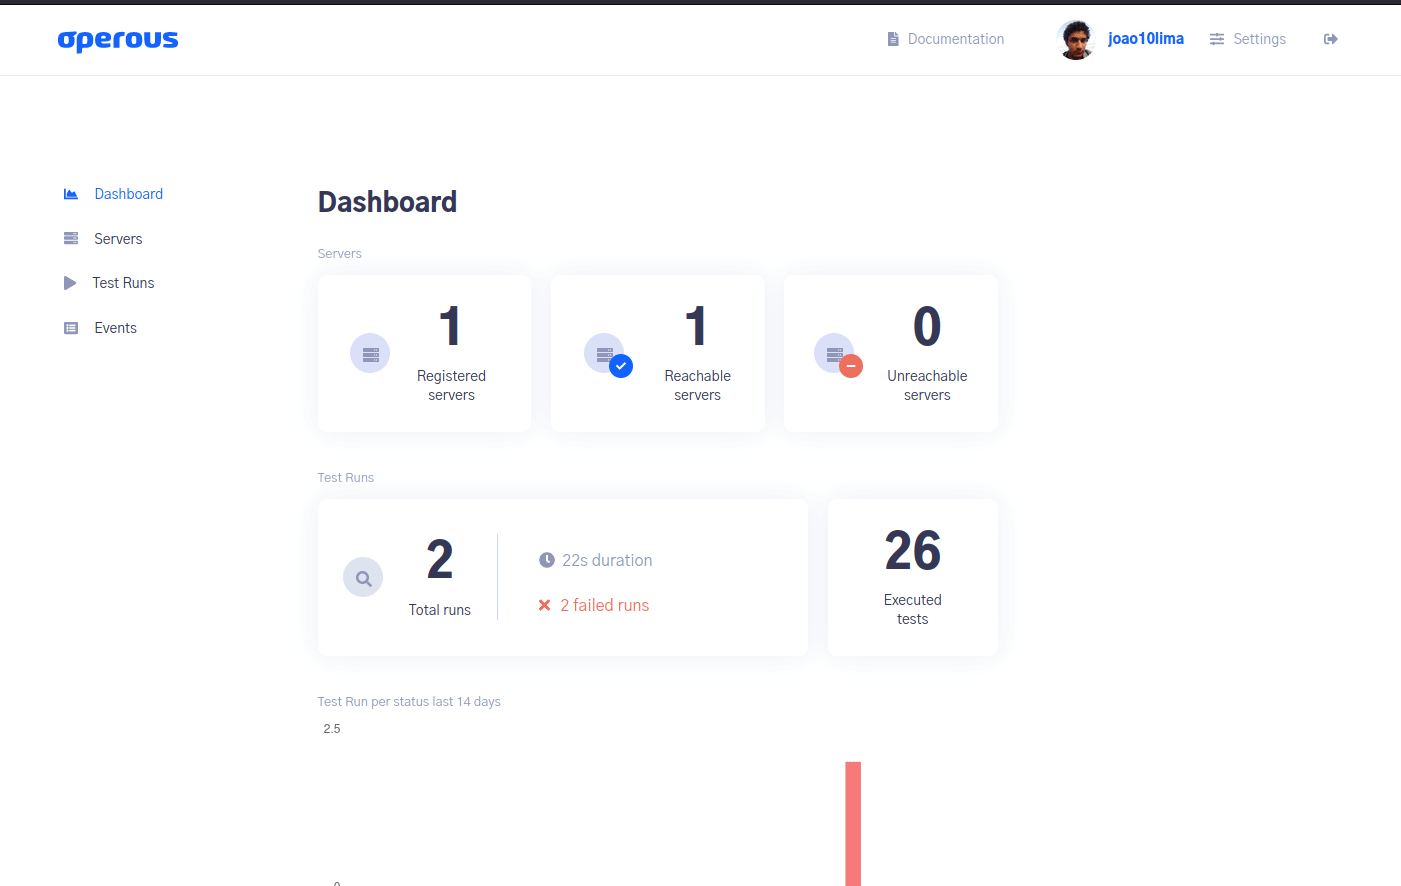 operous
Documentation
joao10lima
Settings
Dashboard
Servers
Test Runs
Events
Dashboard
Servers
1
Registered
servers
1
Reachable
servers
0
Unreachable
servers
Test Runs
2
Total runs
22s duration
2 failed runs
26
Executed
tests
Test Run per status last 14 days
2.5